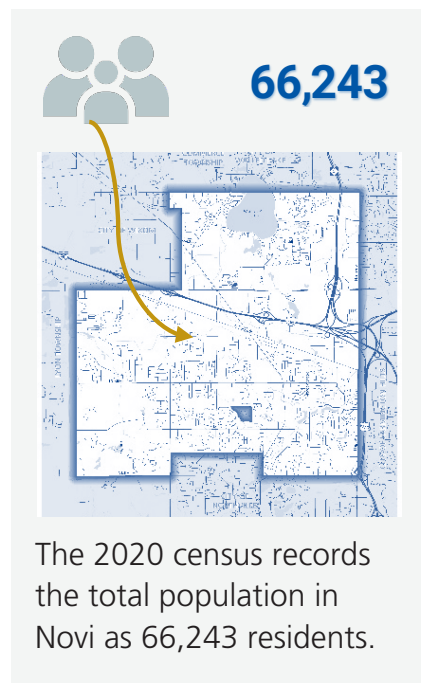 66,243
The 2020 census records
the total population in
Novi as 66,243 residents.